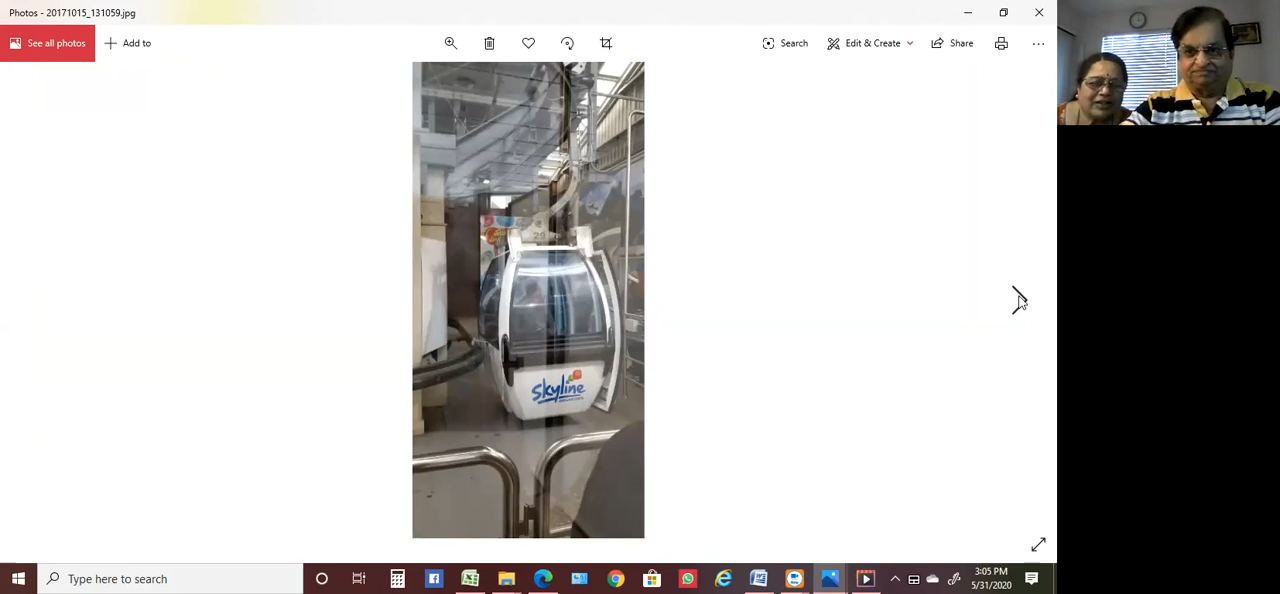 Photos - 20171015_131059.jpg
See all photos
Add to
Search
Edit & Create
Share
29
skyline
Type here to search
3:05 PM
5/31/2020